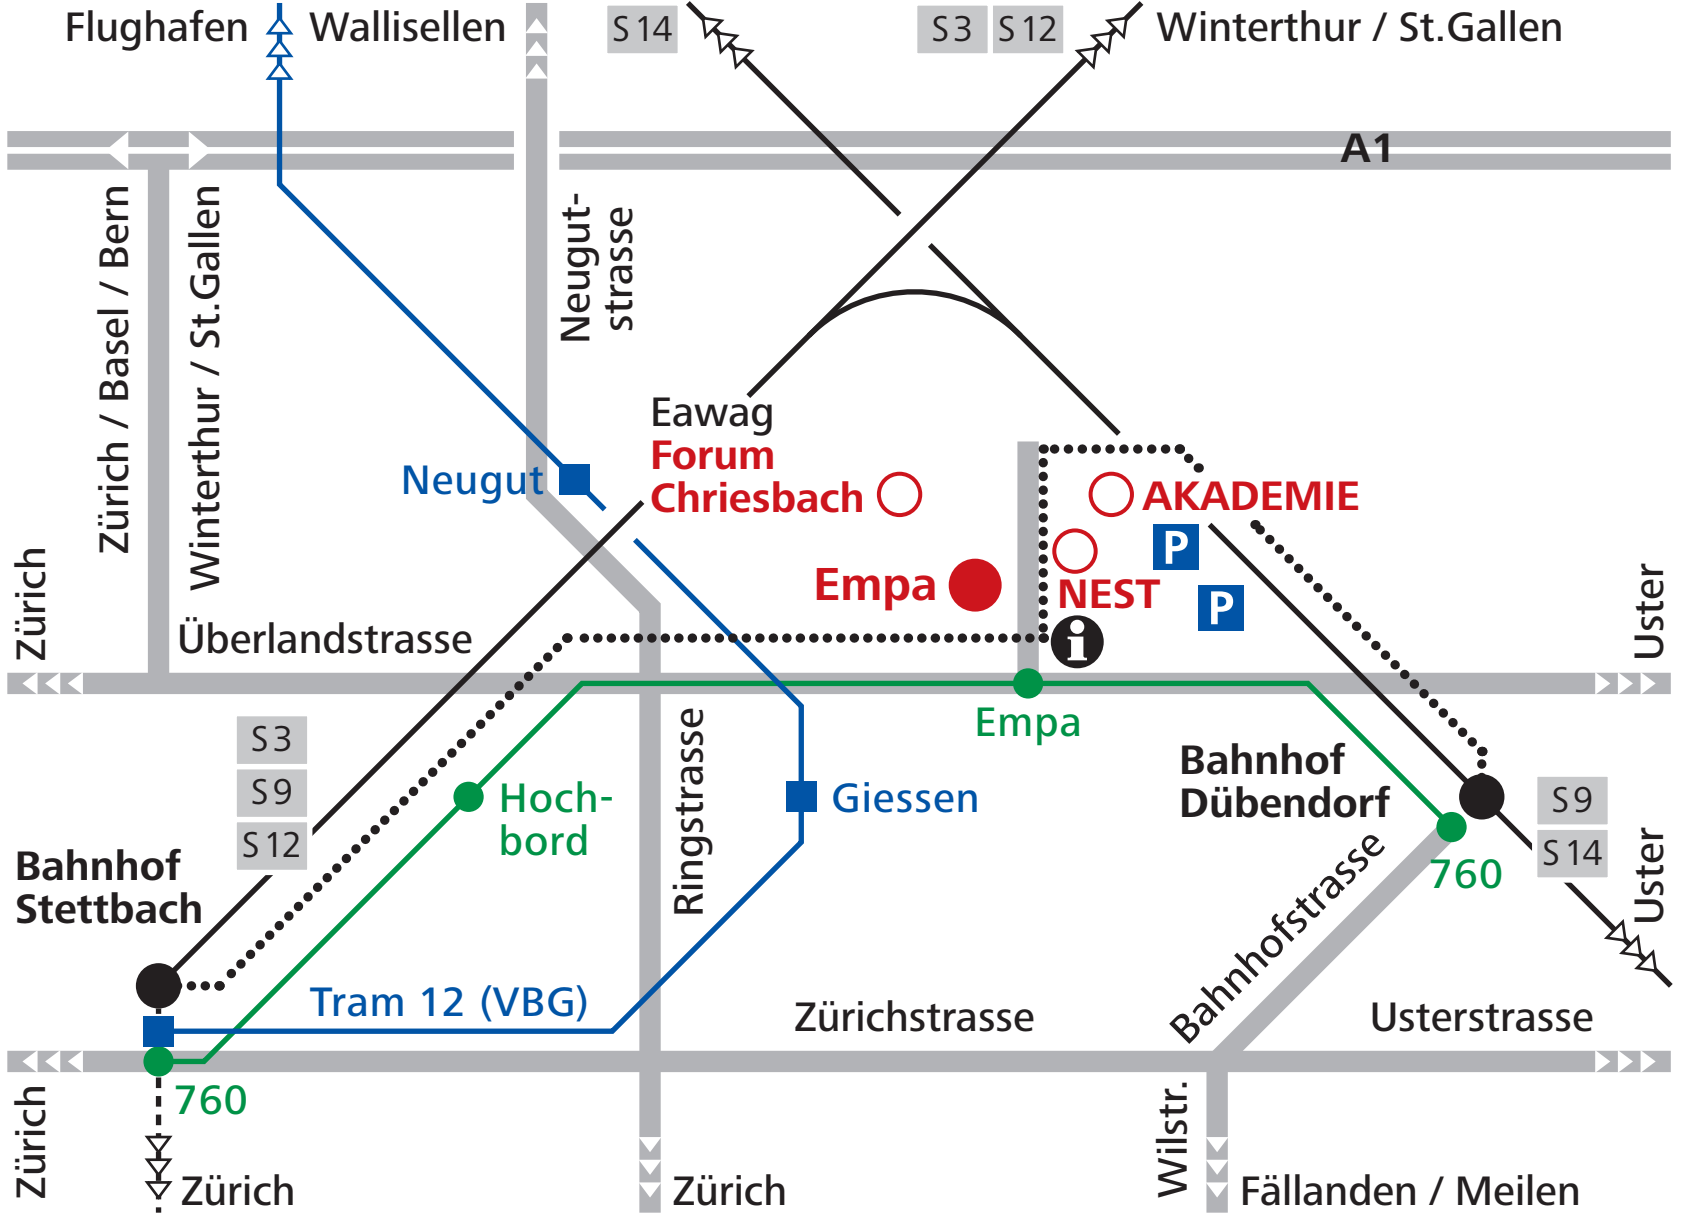 Flughafen
Wallisellen
S 14
S 3
S 12
Winterthur / St.Gallen
A1
Zürich / Basel / Bern
Winterthur / St.Gallen
Neugut-
strasse
Eawag
Forum
Chriesbach
Neugut
AKADEMIE
P
Empa
NEST
P
i
Zürich
Überlandstrasse
Uster
Empa
S 3
S 9
S 12
Hoch-
bord
Ringstrasse
Giessen
Bahnhof
Dübendorf
S 9
S 14
760
Uster
Bahnhof
Stettbach
Bahnhofstrasse
Tram 12 (VBG)
Zürichstrasse
Usterstrasse
760
Zürich
Zürich
Zürich
Wilstr.
Fällanden / Meilen